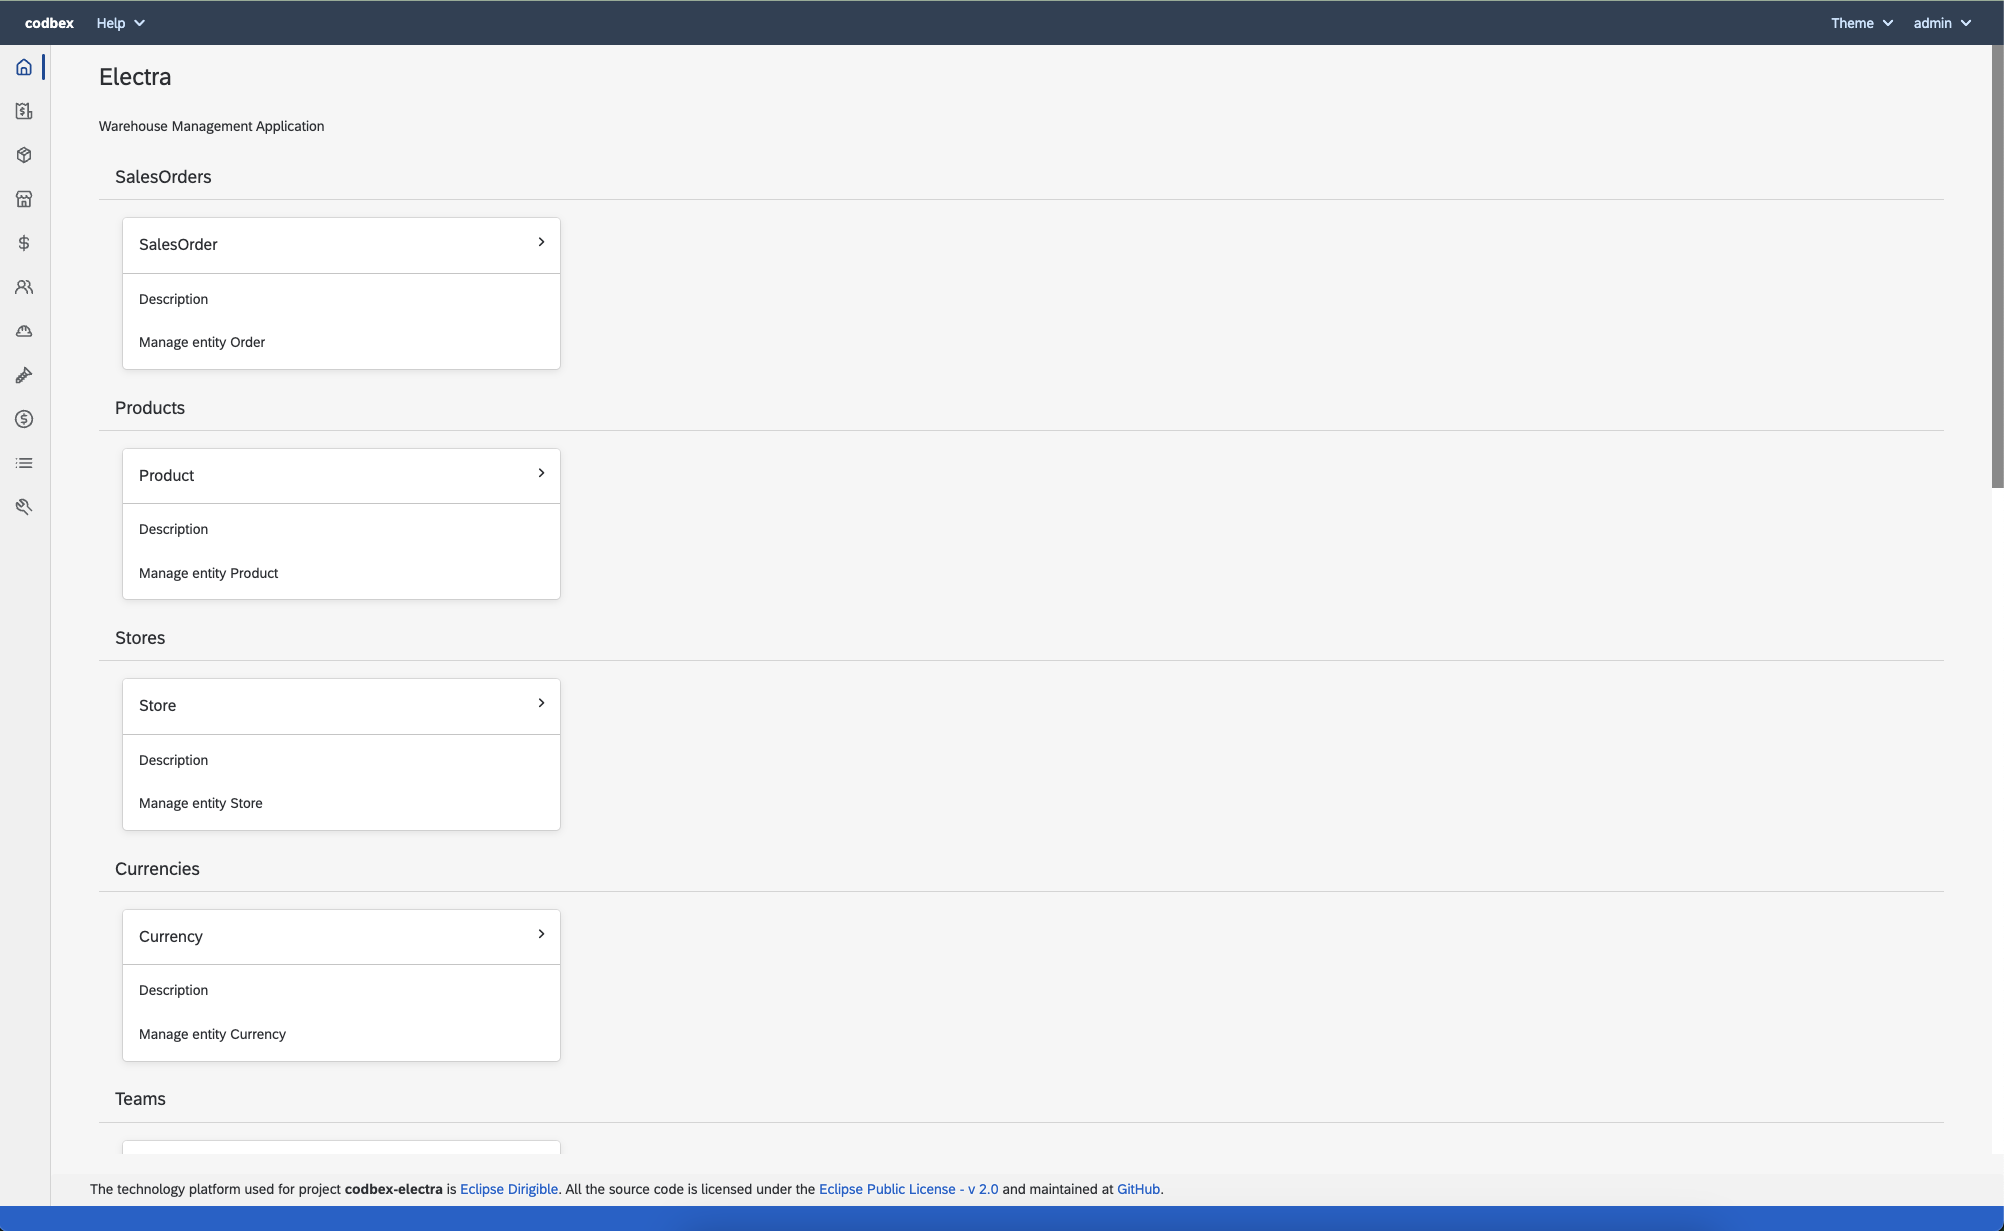 codbex Help Theme admin
Electra
Warehouse Management Application
SalesOrders
SalesOrder
Description
Manage entity Order
Products
Product
Description
Manage entity Product
Stores
Store
Description
Manage entity Store
Currencies
Currency
Description
Manage entity Currency
Teams
The technology platform used for project codbex-electra is Eclipse Dirigible. All the source code is licensed under the Eclipse Public License - v 2.0 and maintained at GitHub.